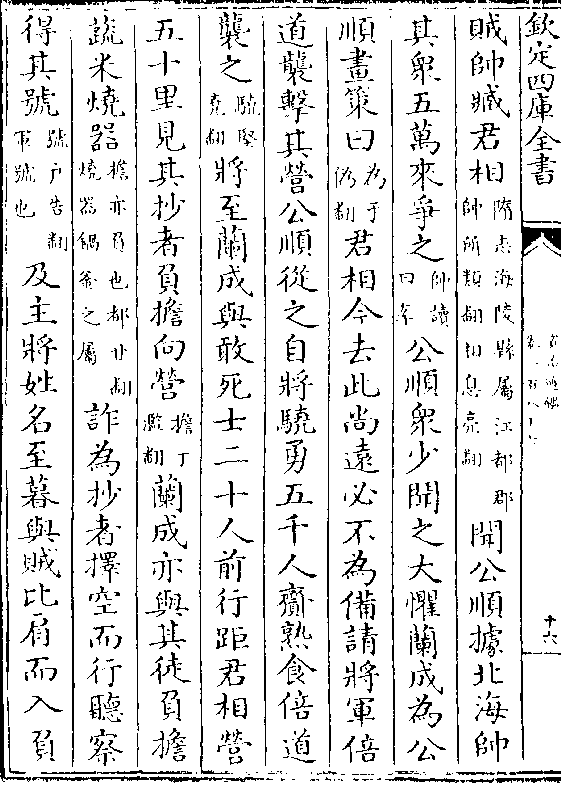 欽定四庫全書
賊帥臧君相隋志海陵縣屬江都郡帥所類翻相息亮翻聞公順據北海帥
其衆五萬來爭之帥讀曰率公順衆少聞之大懼蘭成為公
順畫策曰為于偽翻君相今去此尚遠必不為備請將軍倍
道襲擊其營公順從之自將驍勇五千人齎熟食倍道
襲之驍堅堯翻將至蘭成與敢死士二十人前行距君相營
五十里見其抄者負擔向營擔丁濫翻蘭成亦與其徒負擔
蔬米燒器擔亦負也都甘翻燒器鍋釜之屬詐為抄者擇空而行聽察
得其號號戶告翻軍號也及主將姓名至暮與賊比肩而入負
十六